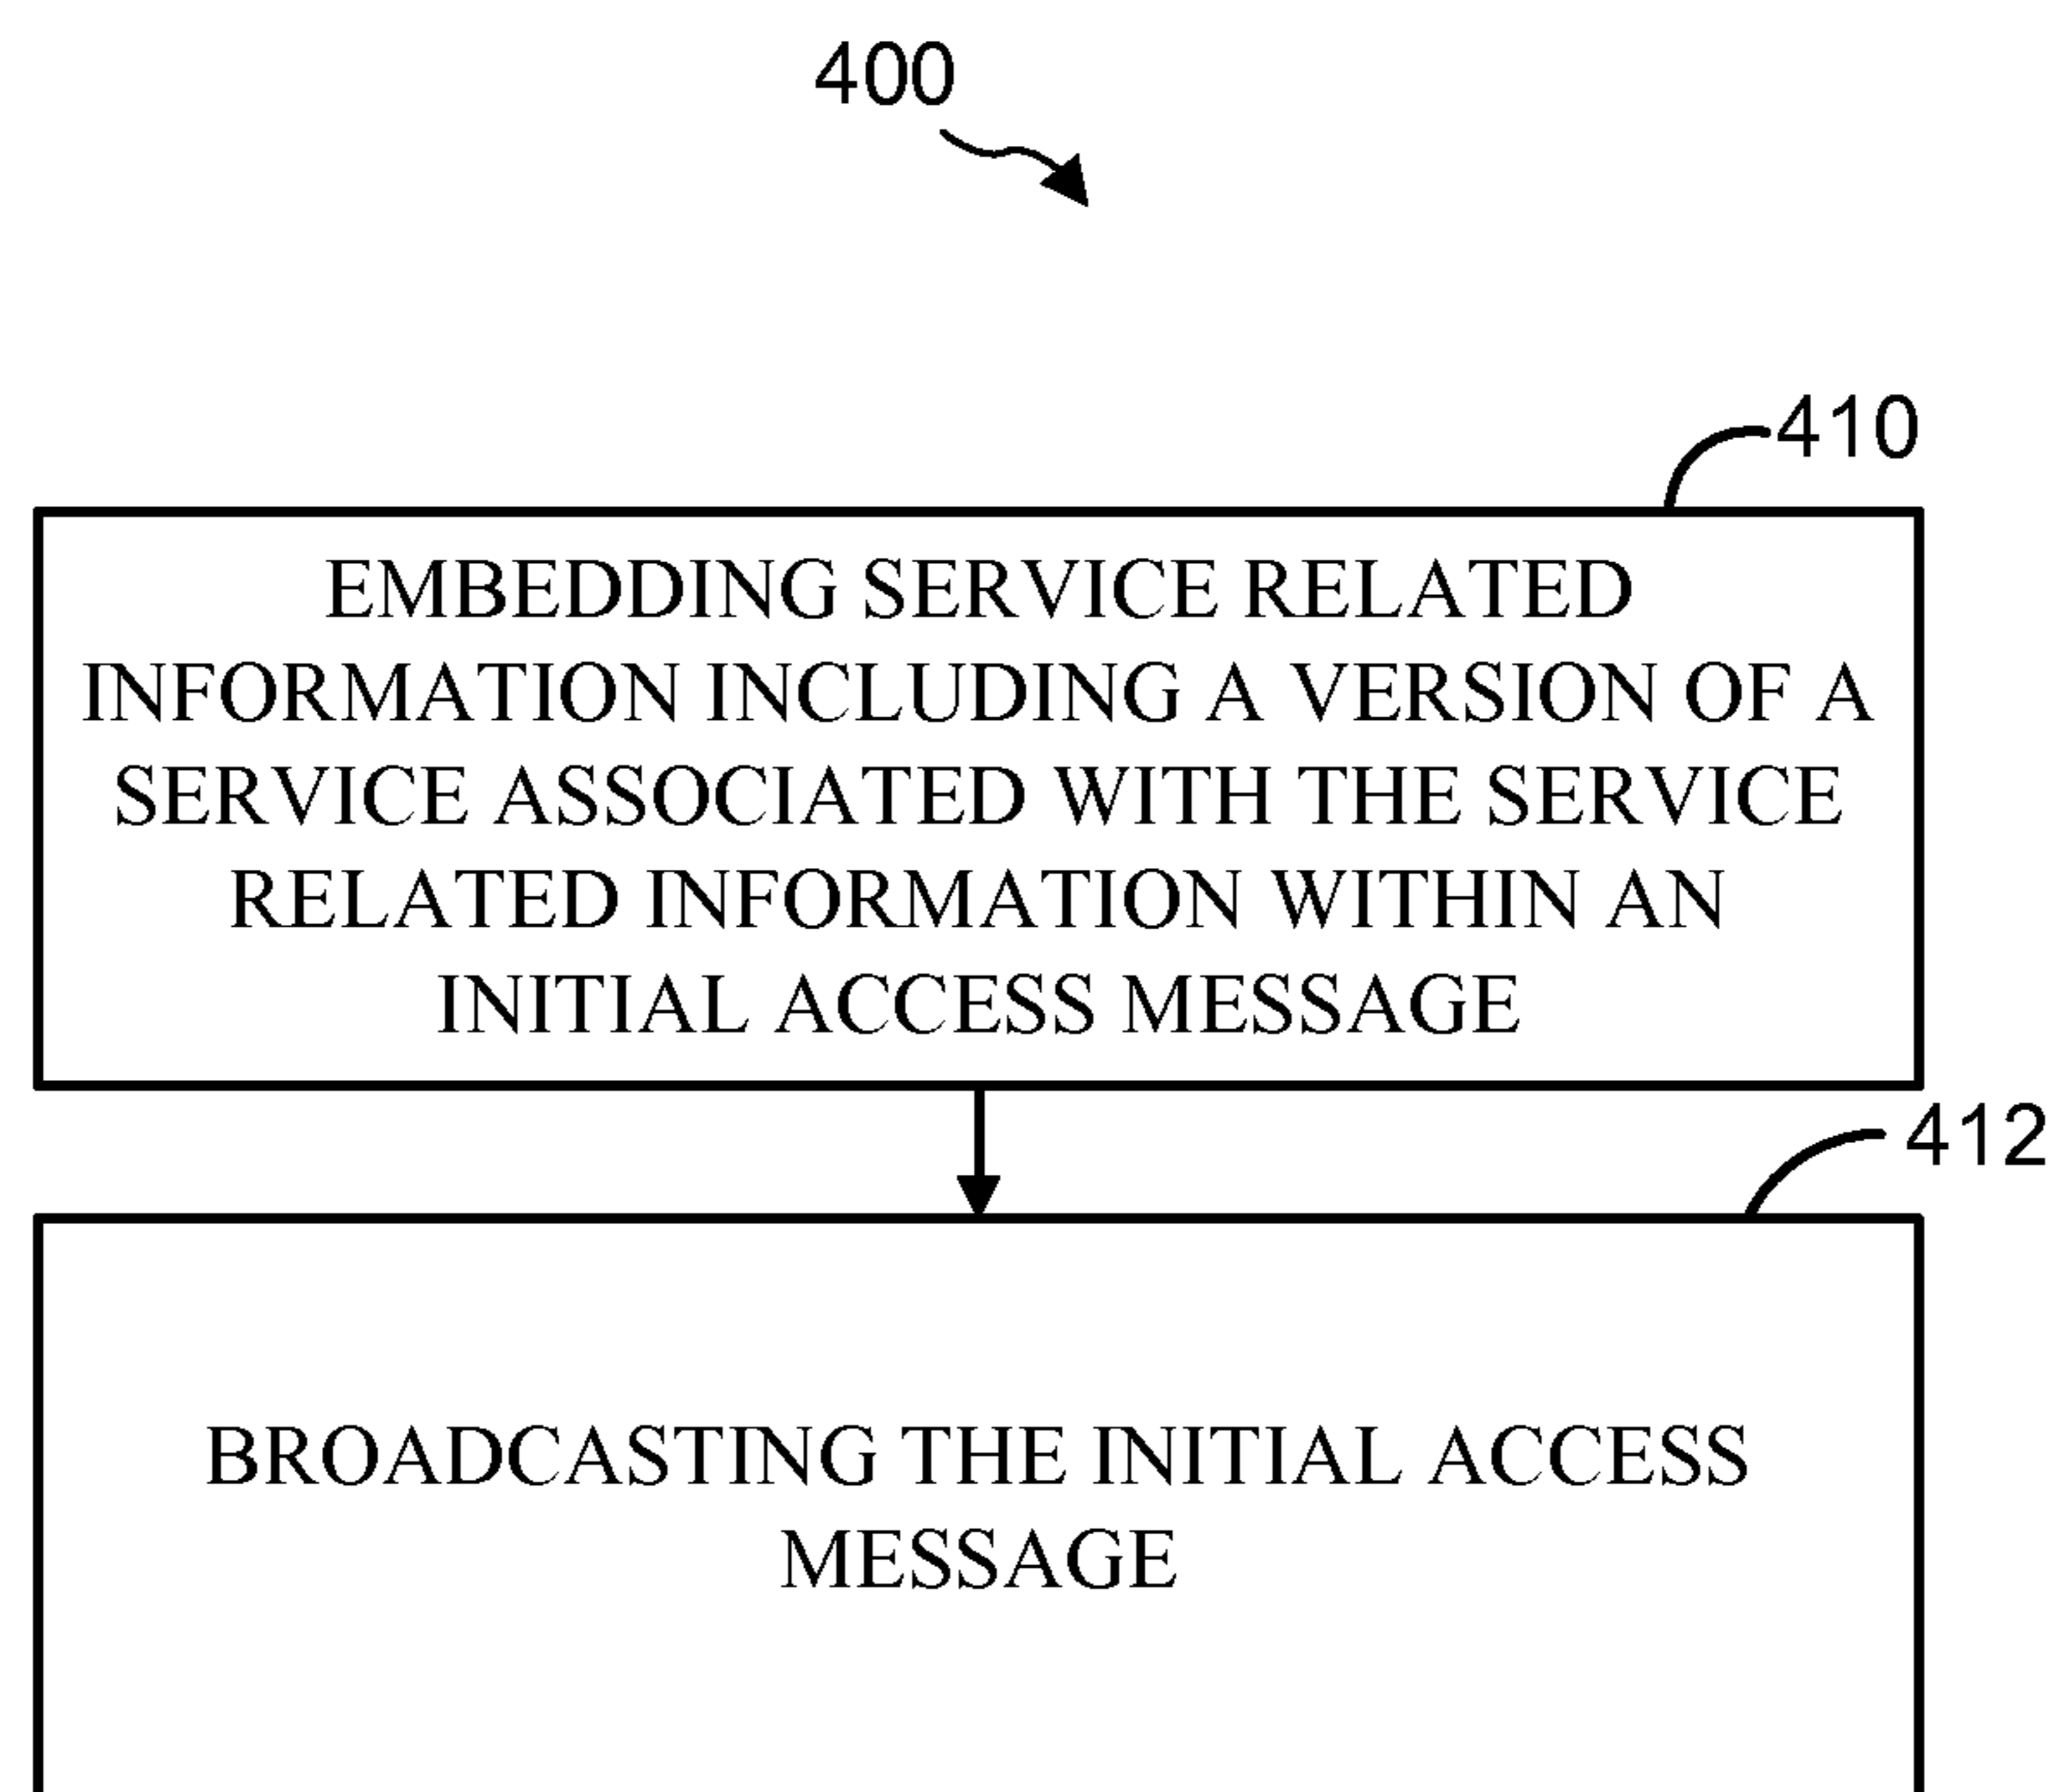 400
410
EMBEDDING SERVICE RELATED
INFORMATION INCLUDING A VERSION OF A
SERVICE ASSOCIATED WITH THE SERVICE
RELATED INFORMATION WITHIN AN
INITIAL ACCESS MESSAGE
412
BROADCASTING THE INITIAL ACCESS
MESSAGE